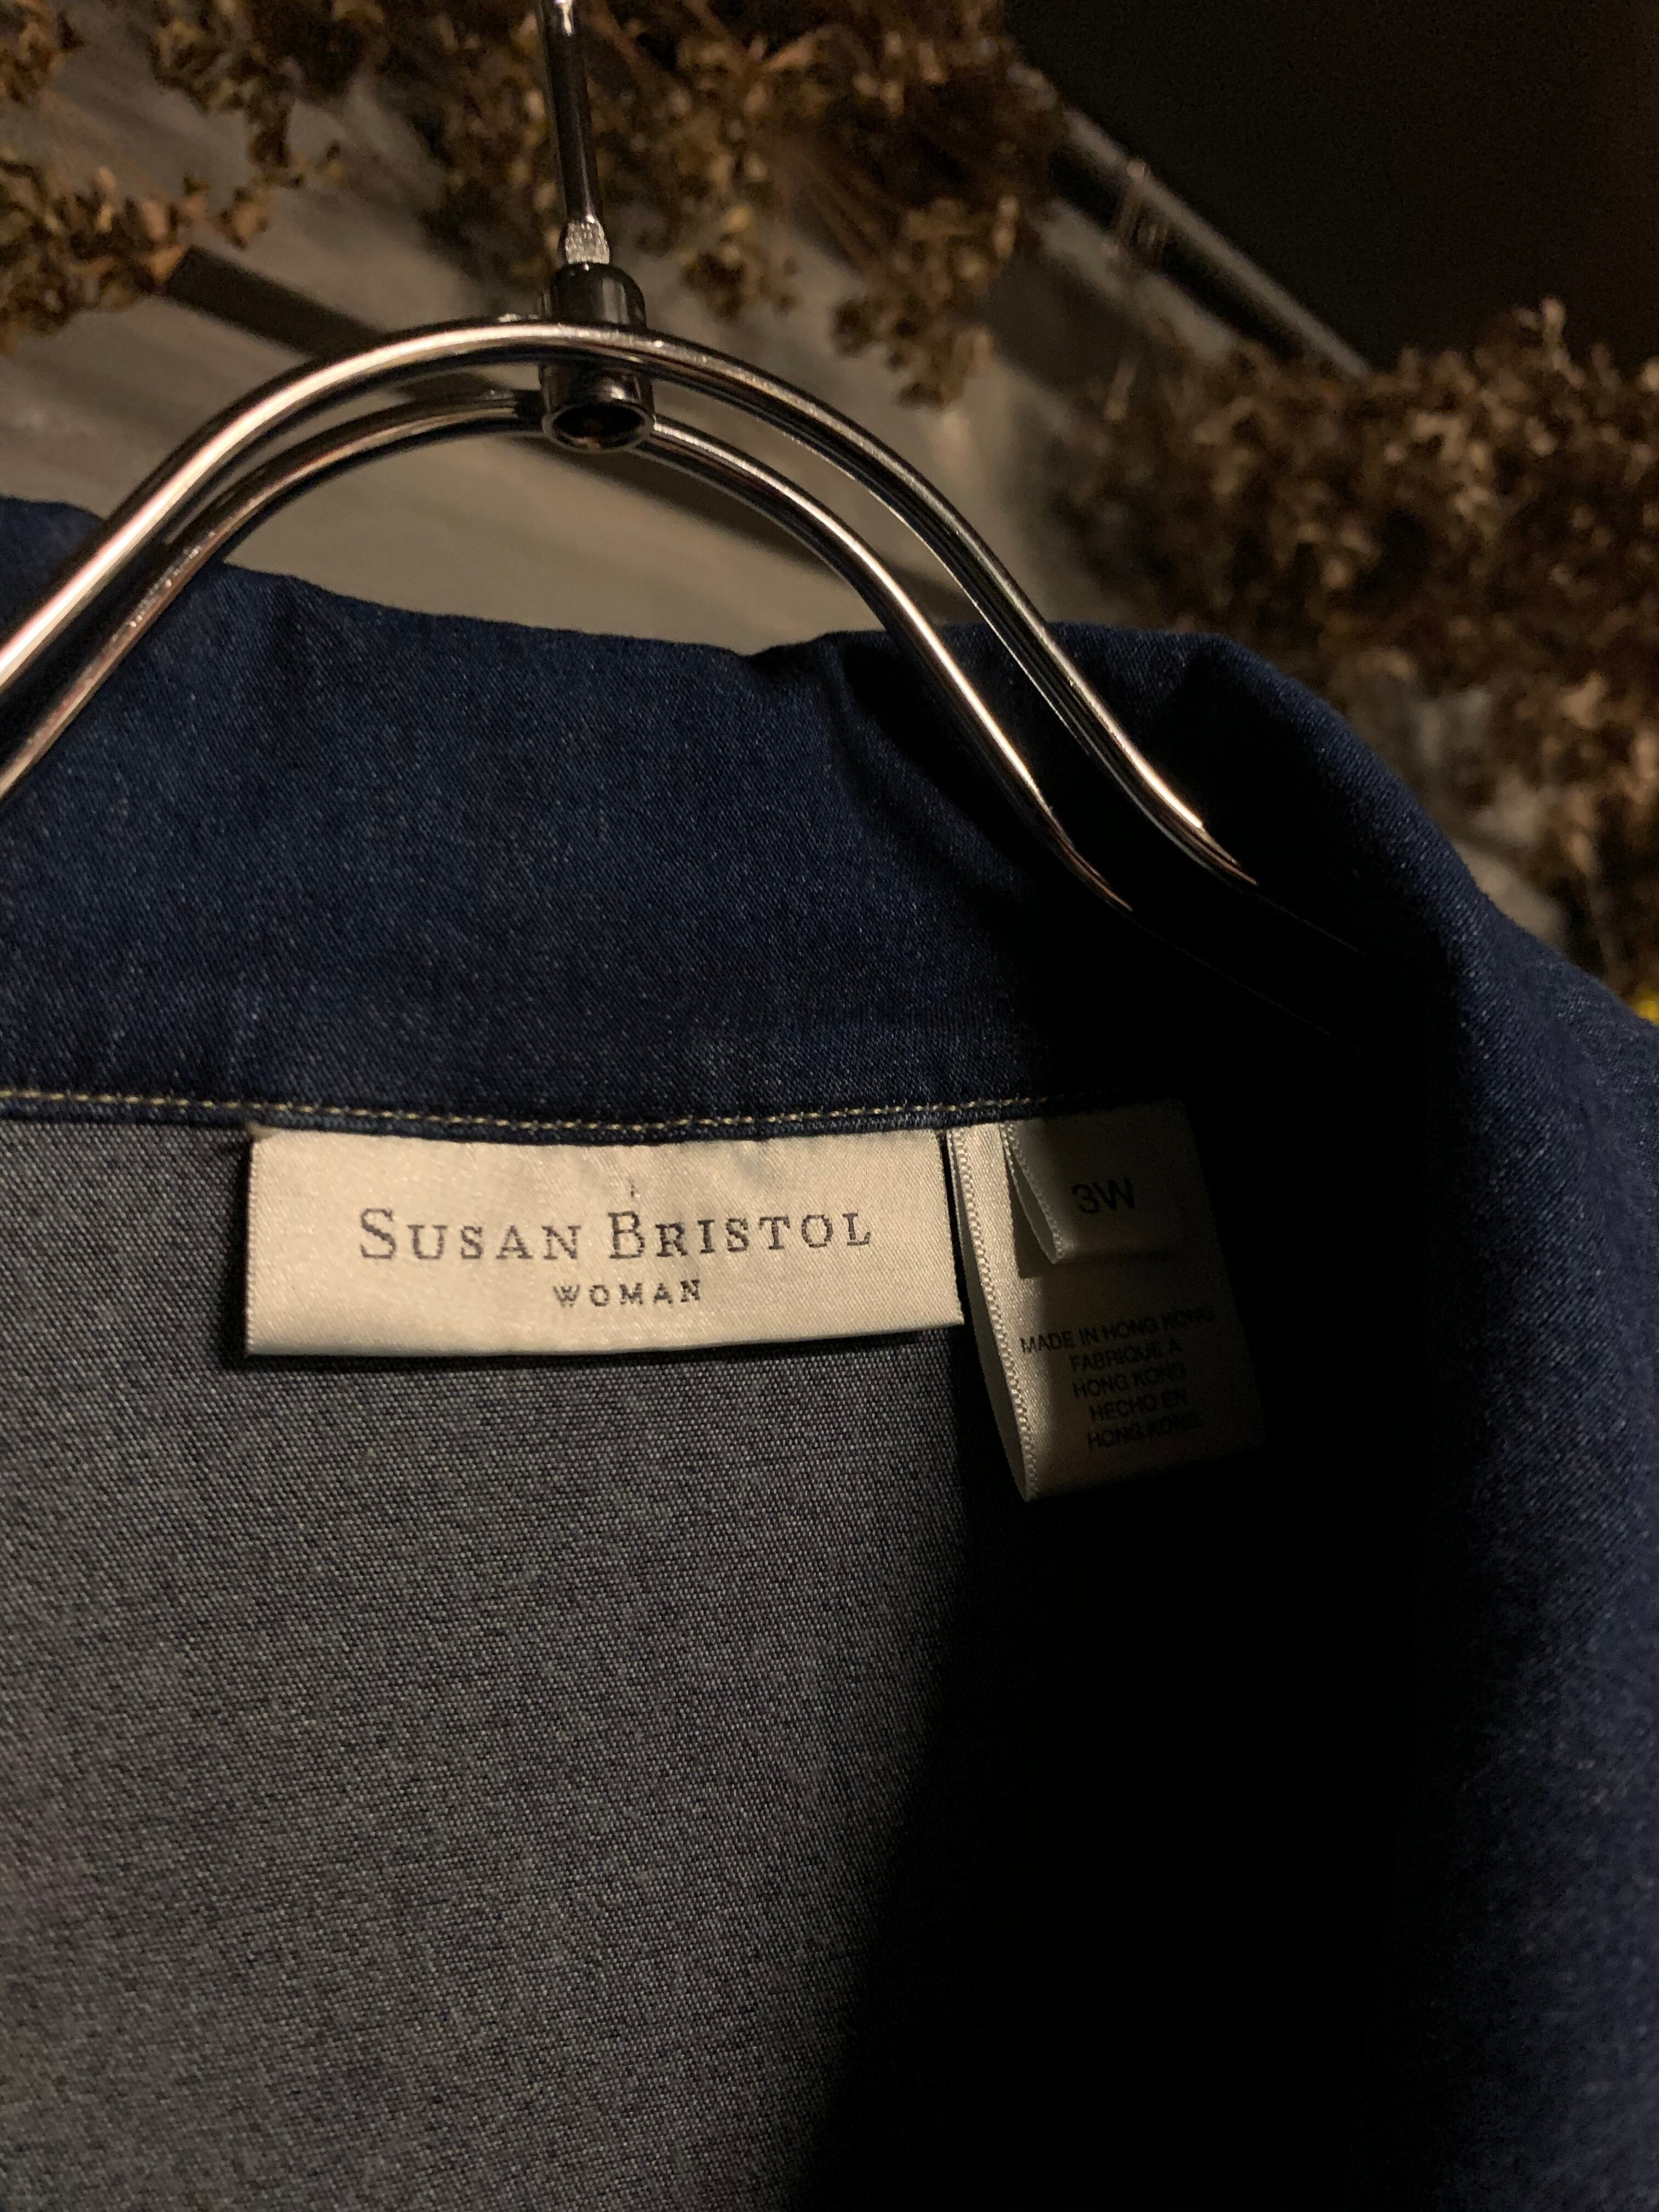 SUSAN BRISTOL
WOMAN
3W
MADE IN HONG KONG
FABRIQUE A
HONG KONG
HECHO EN
HONG KONG